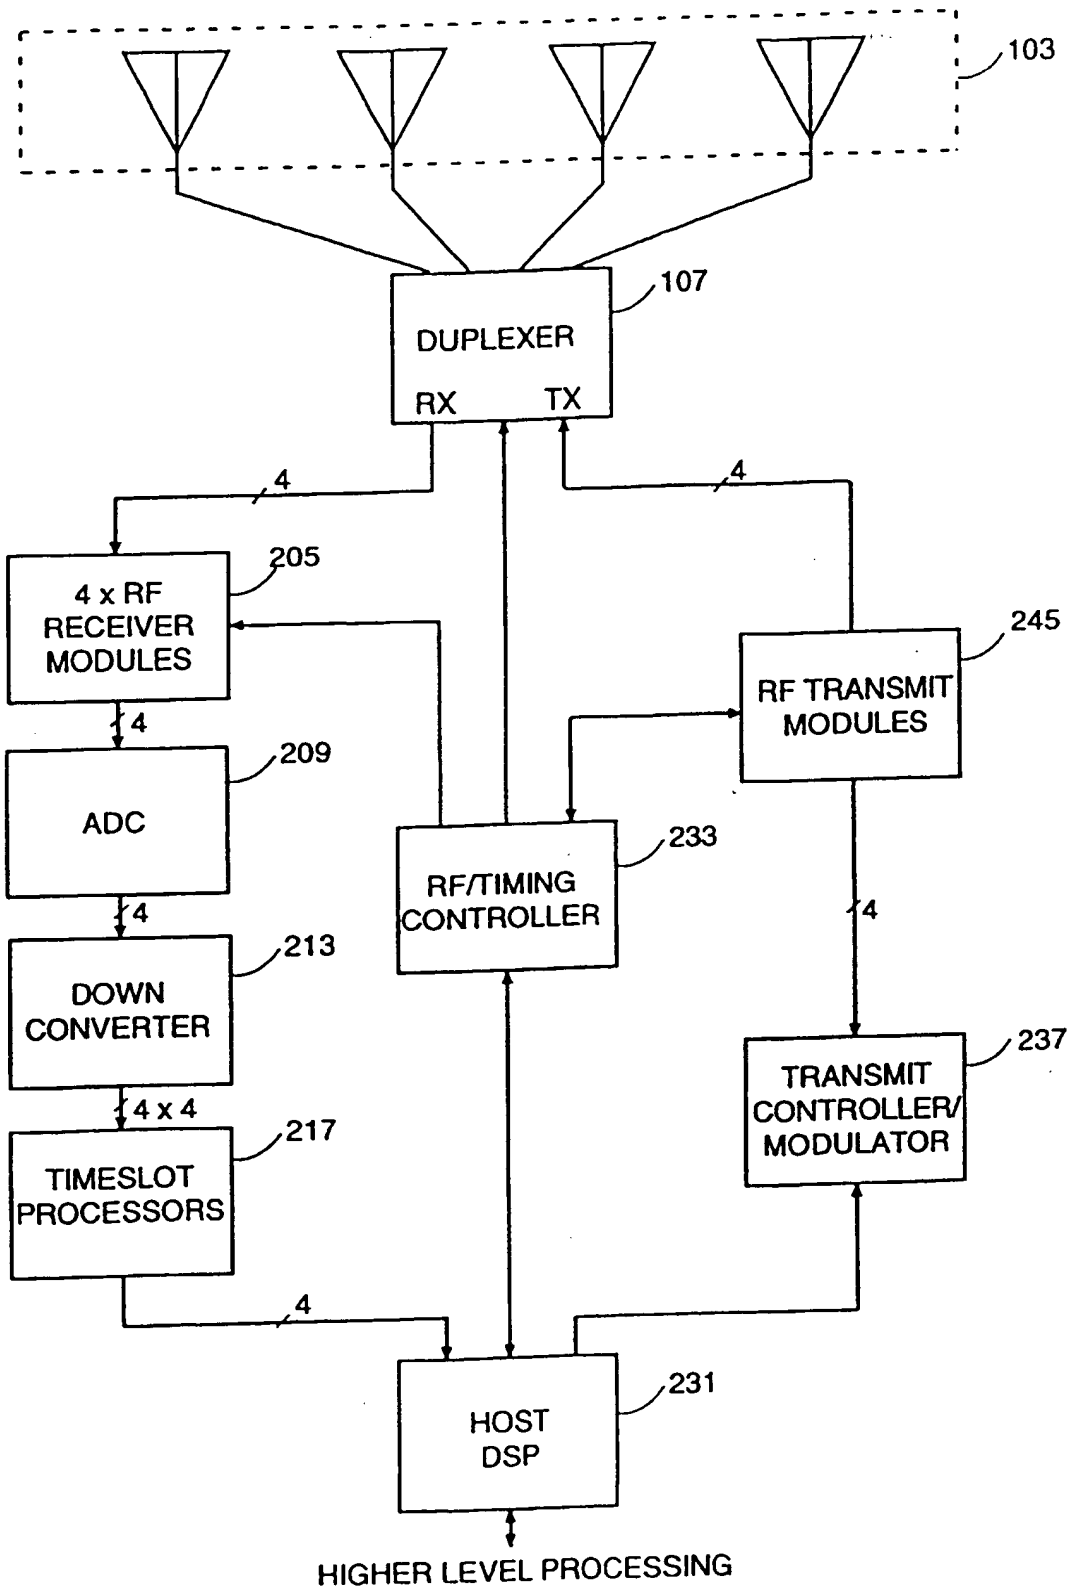 103
107
DUPLEXER
RX TX
4
4
205
4 x RF
RECEIVER
MODULES
245
RF TRANSMIT
MODULES
4
209
ADC
233
RF/TIMING
CONTROLLER
4
4
213
DOWN
CONVERTER
237
TRANSMIT
CONTROLLER/
MODULATOR
4 x 4
217
TIMESLOT
PROCESSORS
4
231
HOST
DSP
HIGHER LEVEL PROCESSING